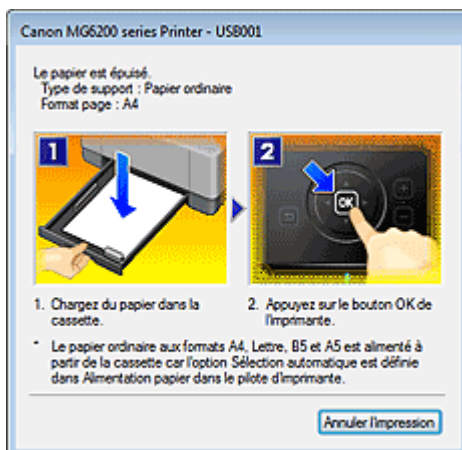 Canon MG6200 series Printer - USB001
Le papier est épuisé.
Type de support : Papier ordinaire
Format page : A4
1
2
OK
1. Chargez du papier dans la
cassette.
2. Appuyez sur le bouton OK de
l'imprimante.
* Le papier ordinaire aux formats A4, Lettre, B5 et A5 est alimenté à
partir de la cassette car l'option Sélection automatique est définie
dans Alimentation papier dans le pilote d'imprimante.
Annuler l'impression